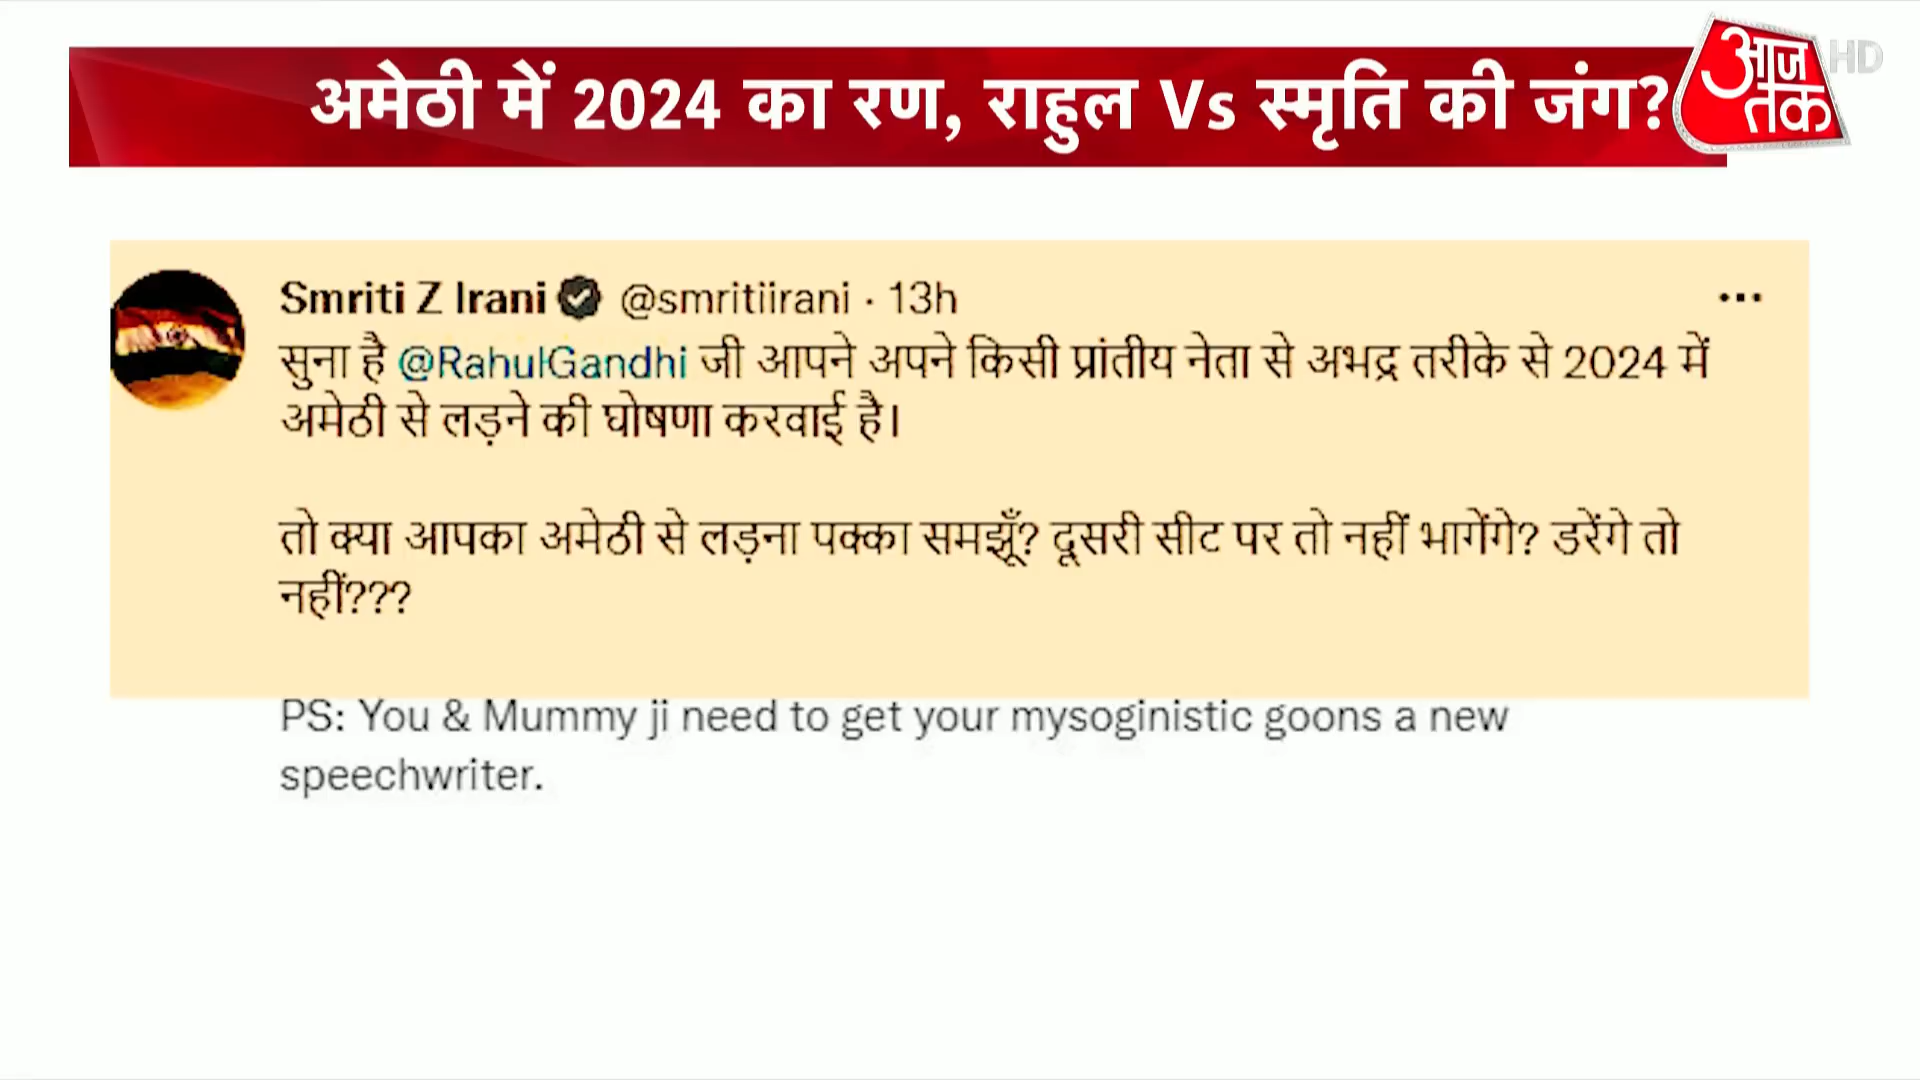 अमेठी में 2024 का रण, राहुल Vs स्मृति की जंग?
आज
तक
HD
Smriti Z Irani @smritiirani · 13h
सुना है @RahulGandhi जी आपने अपने किसी प्रांतीय नेता से अभद्र तरीके से 2024 में
अमेठी से लड़ने की घोषणा करवाई है।
तो क्या आपका अमेठी से लड़ना पक्का समझूँ? दूसरी सीट पर तो नहीं भागेंगे? डरेंगे तो
नहीं???
PS: You & Mummy ji need to get your mysoginistic goons a new
speechwriter.